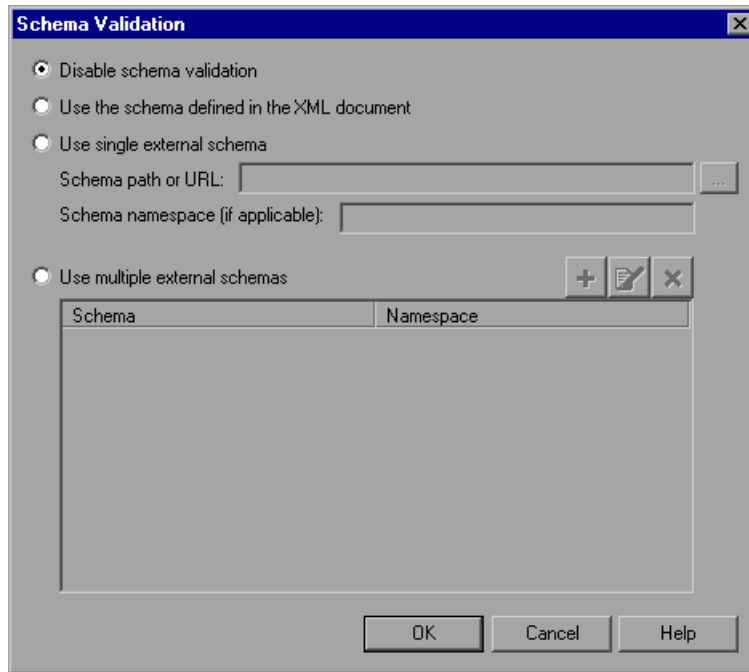 Schema Validation
Disable schema validation
Use the schema defined in the XML document
Use single external schema
Schema path or URL:
...
Schema namespace (if applicable):
Use multiple external schemas
Schema Namespace
OK Cancel Help